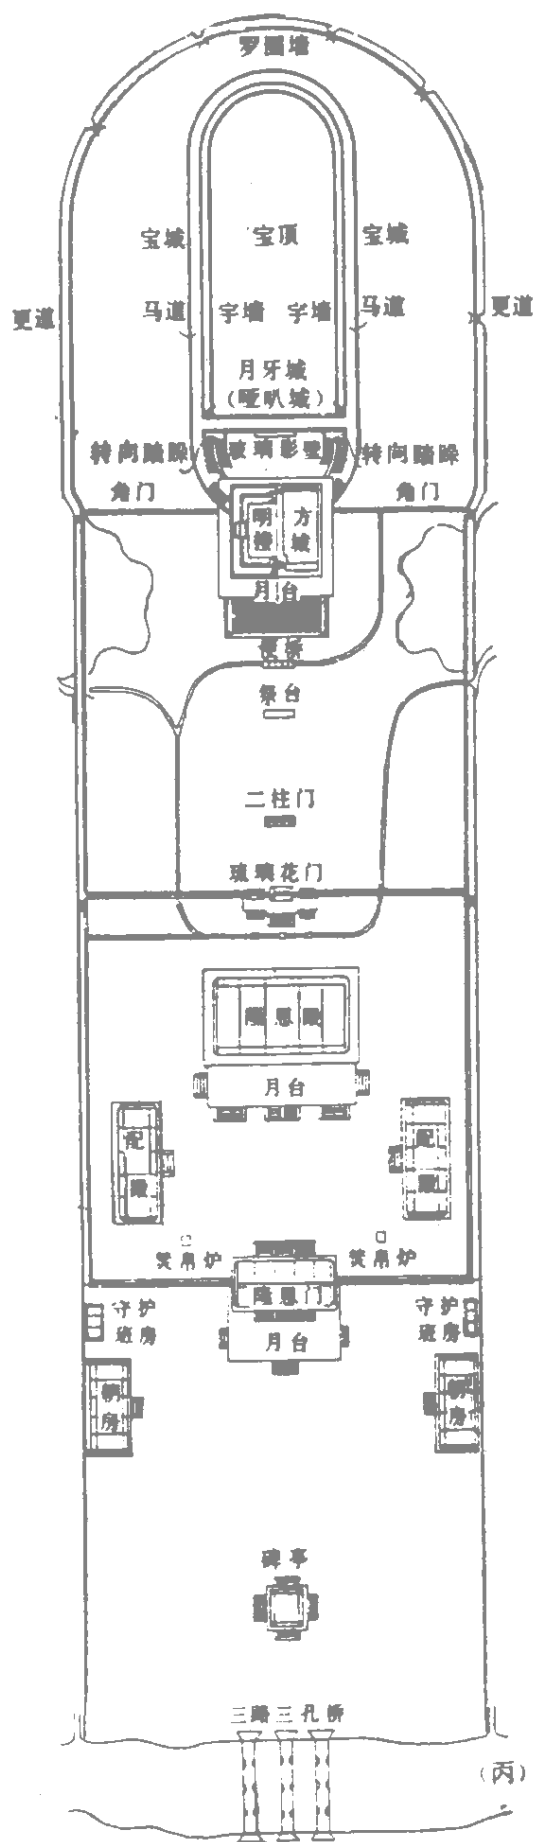 罗圈墙
宝城 宝顶 宝城
更道 马道 宇墙 宇墙 马道 更道
月牙城
（哑叭城）
转向踏跺 玻璃影壁 转向踏跺
角门 角门
明楼 方城
月台
便桥
祭台
二柱门
琉璃花门
隆恩殿
月台
配殿 配殿
焚帛炉 焚帛炉
隆恩门
守护班房 守护班房
月台
朝房 朝房
碑亭
三路三孔桥
（丙）